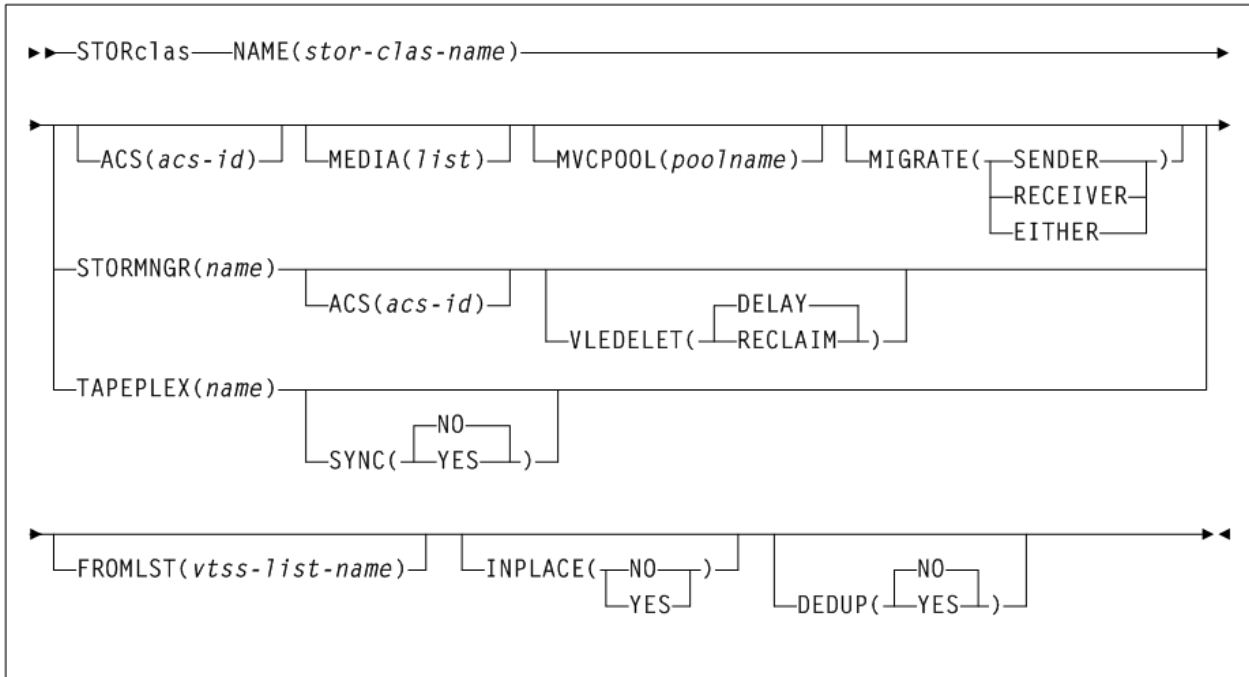 STORclas NAME(stor-clas-name)
ACS(acs-id) MEDIA(list) MVCPOOL(poolname) MIGRATE( SENDER )
RECEIVER
EITHER
STORMNGR(name)
ACS(acs-id) DELAY
VLEDELET( RECLAIM )
TAPEPLEX(name)
NO
SYNC( YES )
FROMLST(vtss-list-name) INPLACE( NO ) NO
YES DEDUP( YES )